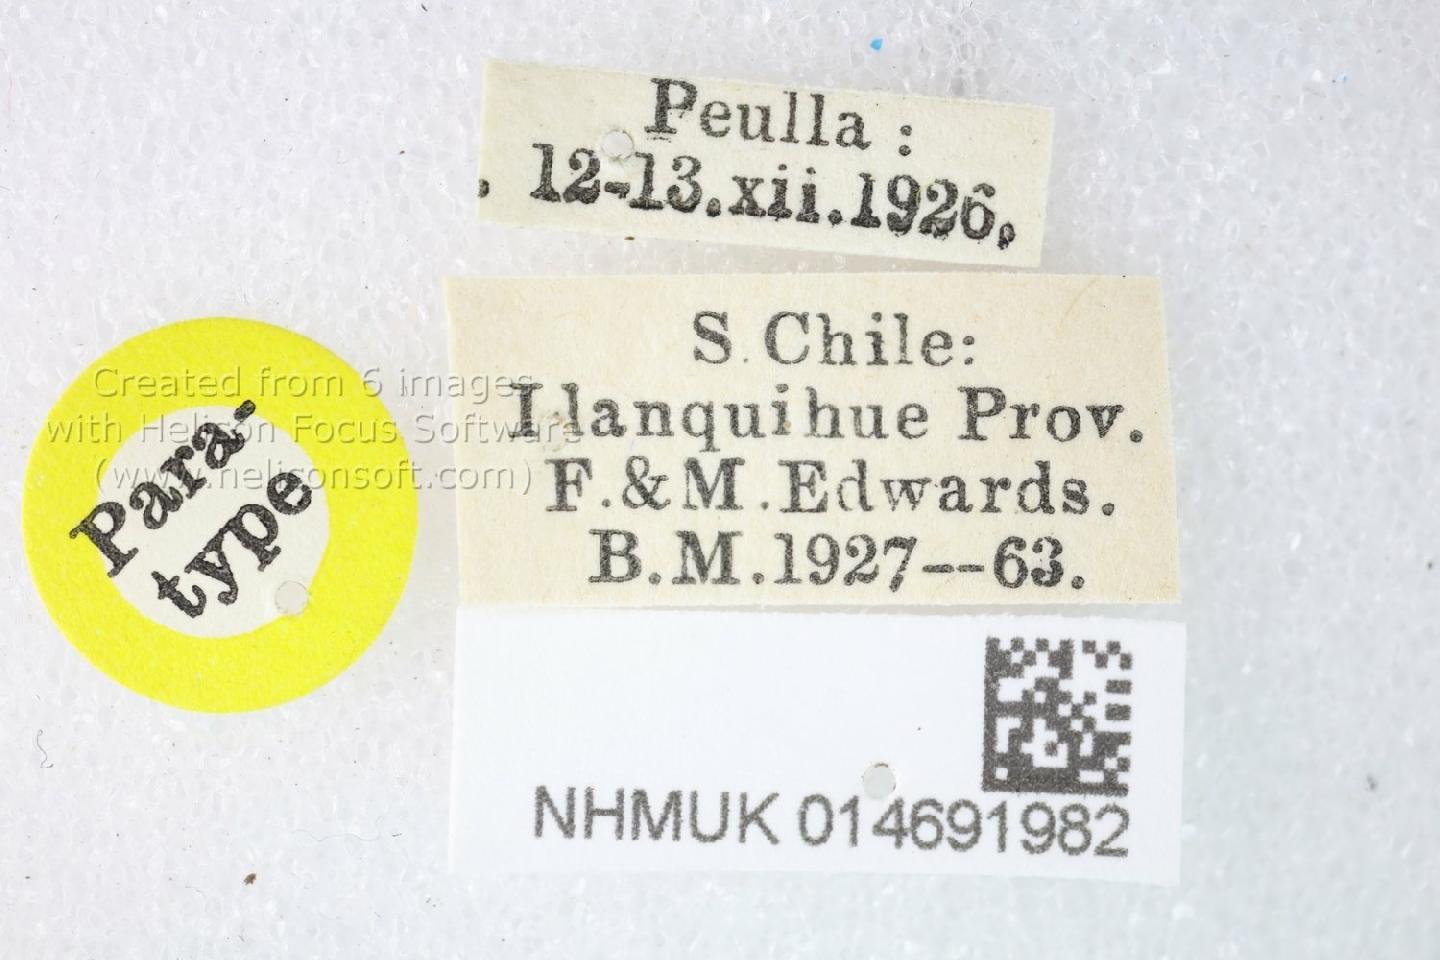 Peulla :
. 12-13.xii.1926.
S. Chile:
Llanquihue Prov.
F. & M. Edwards.
B.M. 1927--63.
Para-
type
NHMUK 014691982
Created from 6 images
with Helicon Focus Software
(www.heliconsoft.com)